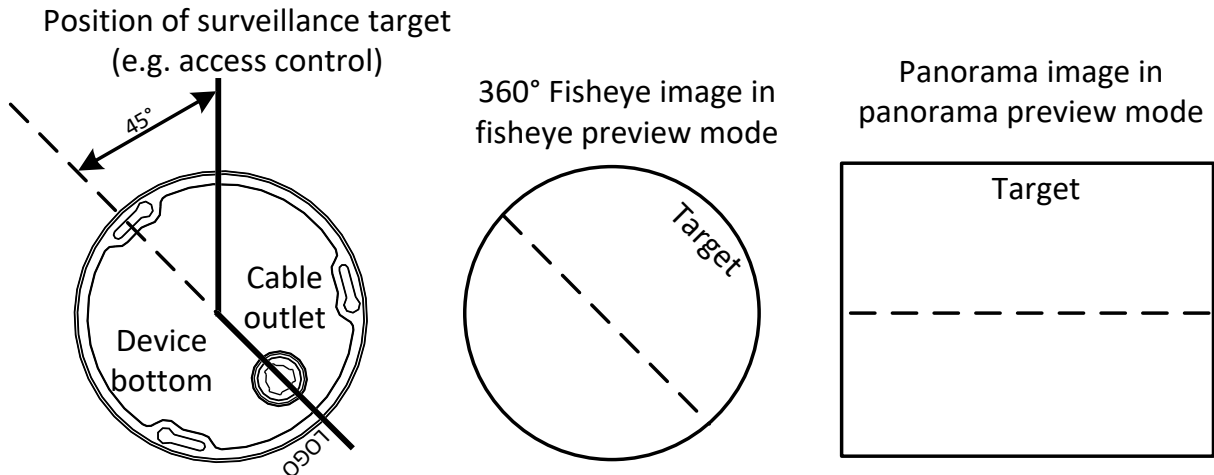 Position of surveillance target
(e.g. access control)
45°
Cable
outlet
Device
bottom
LOGO
360° Fisheye image in
fisheye preview mode
Target
Panorama image in
panorama preview mode
Target